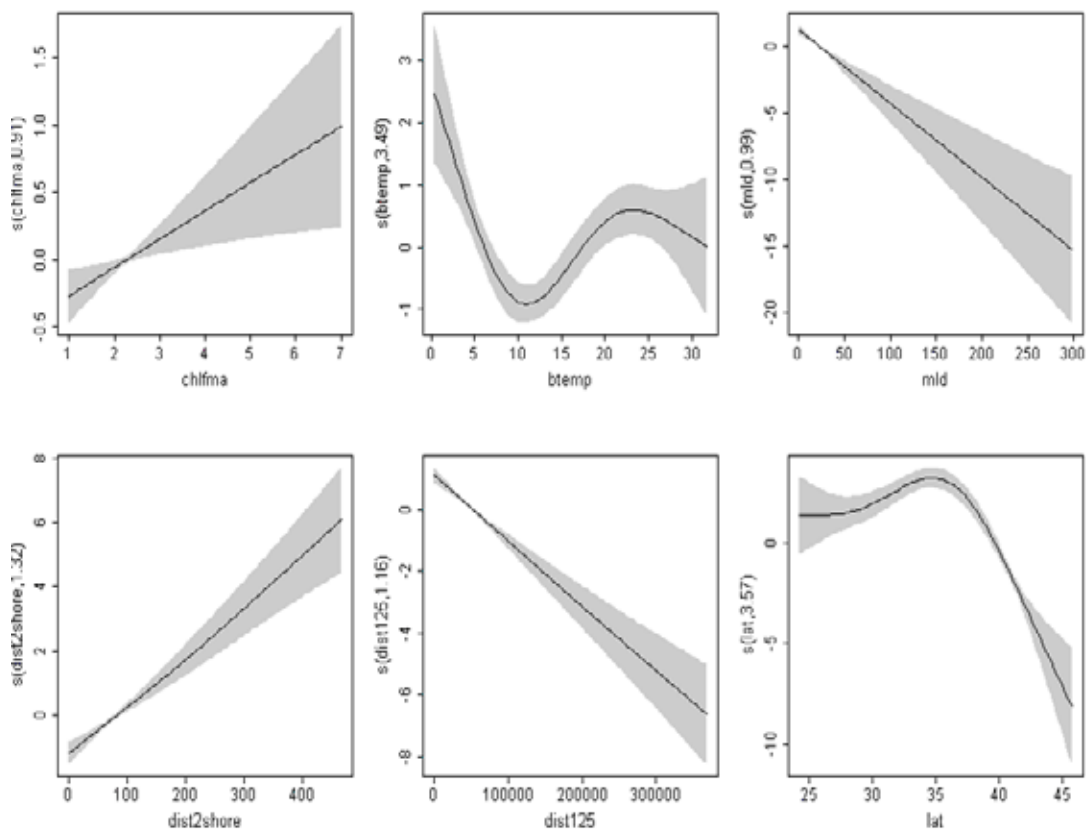 s(chlfma,0.91)
1.5
1.0
0.5
0.0
-0.5
1 2 3 4 5 6 7
chlfma
s(btemp,3.49)
3
2
1
0
-1
0 5 10 15 20 25 30
btemp
s(mld,0.99)
0
-5
-10
-15
-20
0 50 100 150 200 250 300
mld
s(dist2shore,1.32)
8
6
4
2
0
0 100 200 300 400
dist2shore
s(dist125,1.16)
0
-2
-4
-6
-8
0 100000 200000 300000
dist125
s(lat,3.57)
0
-5
-10
25 30 35 40 45
lat